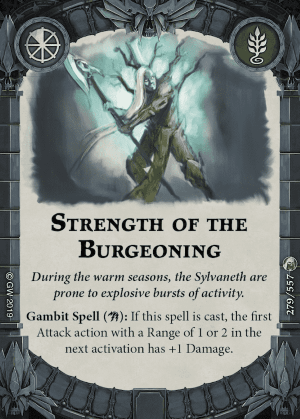 STRENGTH OF THE
BURGEONING
During the warm seasons, the Sylvaneth are
prone to explosive bursts of activity.
Gambit Spell (): If this spell is cast, the first
Attack action with a Range of 1 or 2 in the
next activation has +1 Damage.
© GW 2019
279/557